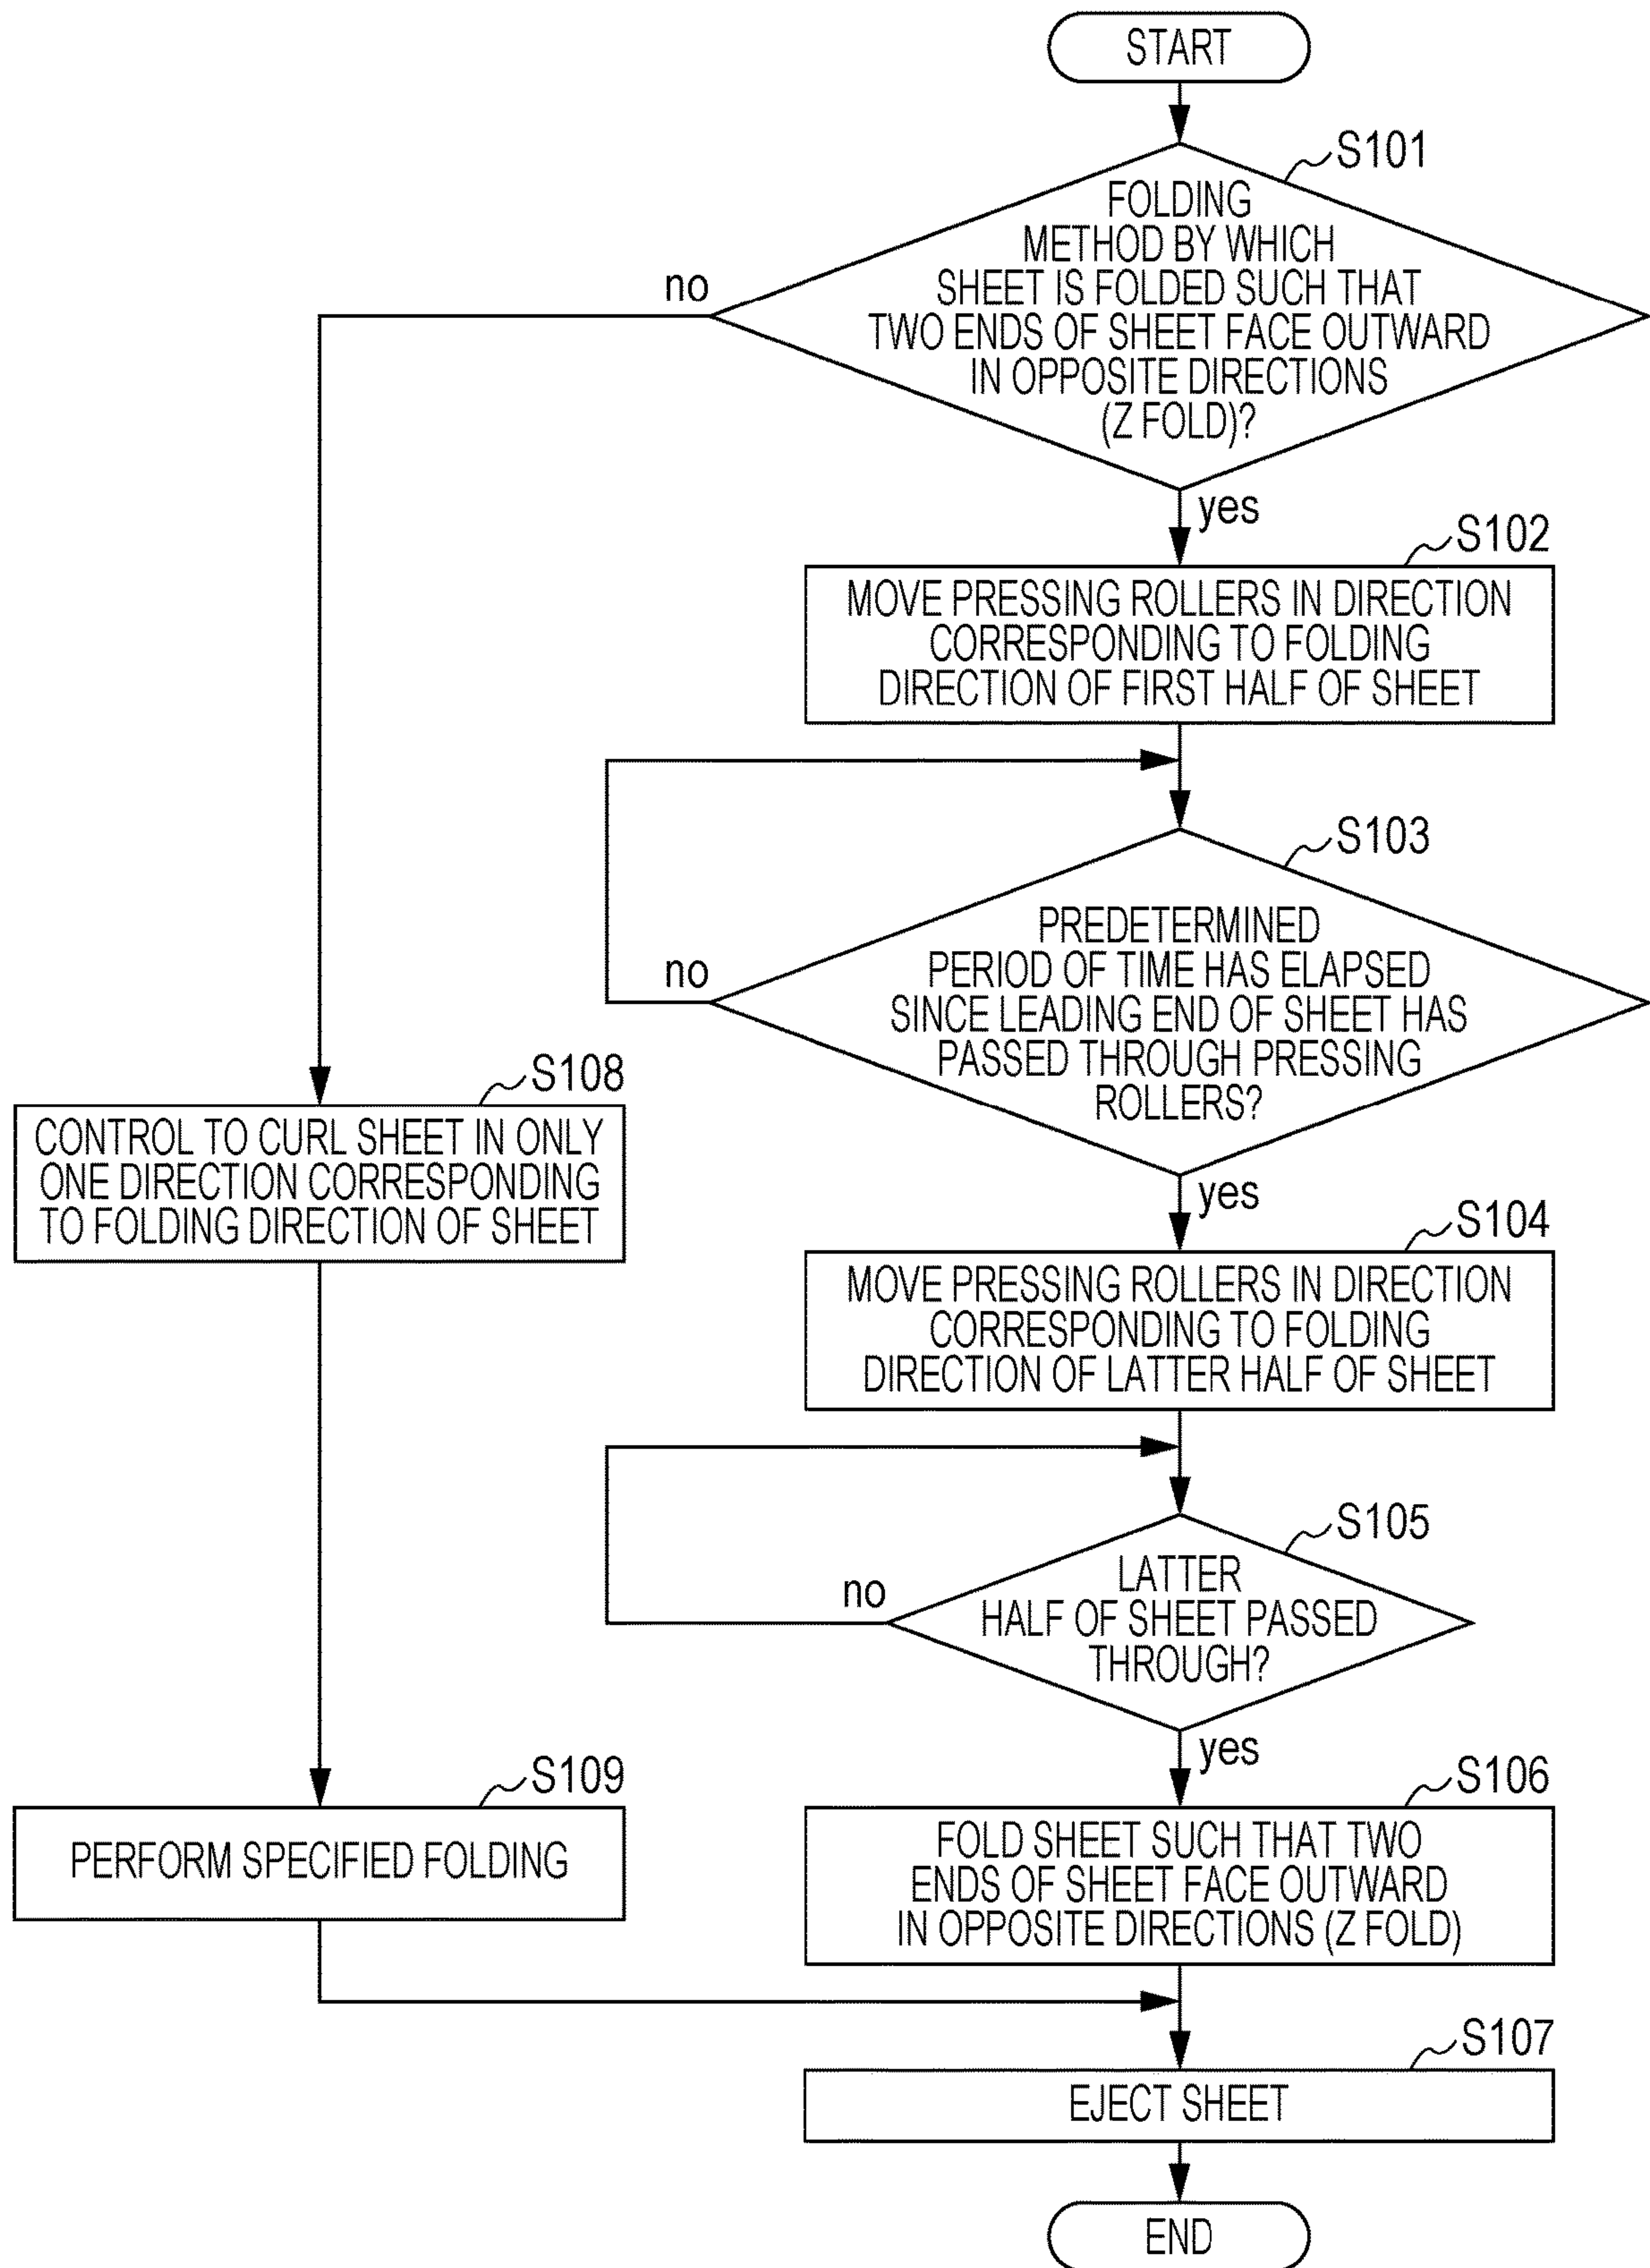 START
S101
FOLDING
METHOD BY WHICH
SHEET IS FOLDED SUCH THAT
TWO ENDS OF SHEET FACE OUTWARD
IN OPPOSITE DIRECTIONS
(Z FOLD)?
no
yes
S102
MOVE PRESSING ROLLERS IN DIRECTION
CORRESPONDING TO FOLDING
DIRECTION OF FIRST HALF OF SHEET
S103
PREDETERMINED
PERIOD OF TIME HAS ELAPSED
SINCE LEADING END OF SHEET HAS
PASSED THROUGH PRESSING
ROLLERS?
no
yes
S104
MOVE PRESSING ROLLERS IN DIRECTION
CORRESPONDING TO FOLDING
DIRECTION OF LATTER HALF OF SHEET
S105
LATTER
HALF OF SHEET PASSED
THROUGH?
no
yes
S106
FOLD SHEET SUCH THAT TWO
ENDS OF SHEET FACE OUTWARD
IN OPPOSITE DIRECTIONS (Z FOLD)
S108
CONTROL TO CURL SHEET IN ONLY
ONE DIRECTION CORRESPONDING
TO FOLDING DIRECTION OF SHEET
S109
PERFORM SPECIFIED FOLDING
S107
EJECT SHEET
END